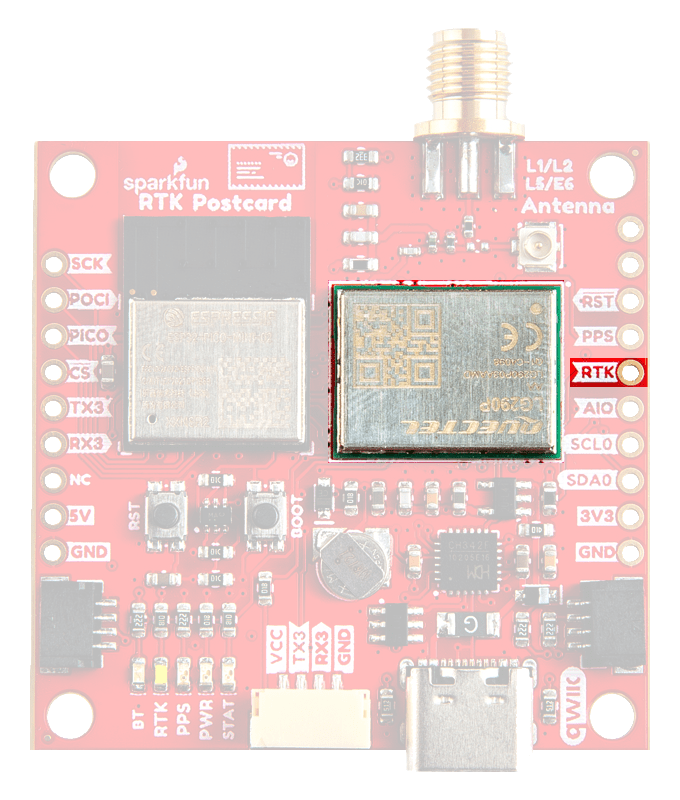 L1/L2
L5/E6
Antenna
sparkfun
RTK Postcard
SCK
POCI
PICO
CS
TX3
RX3
NC
5V
GND
ESPRESSIF
RST
PPS
RTK
AIO
SCL0
SDA0
3V3
GND
CE
LG290P
QUECTEL
RST
BOOT
VCC
TX3
RX3
GND
BT
RTK
PPS
PWR
STAT
qwiic